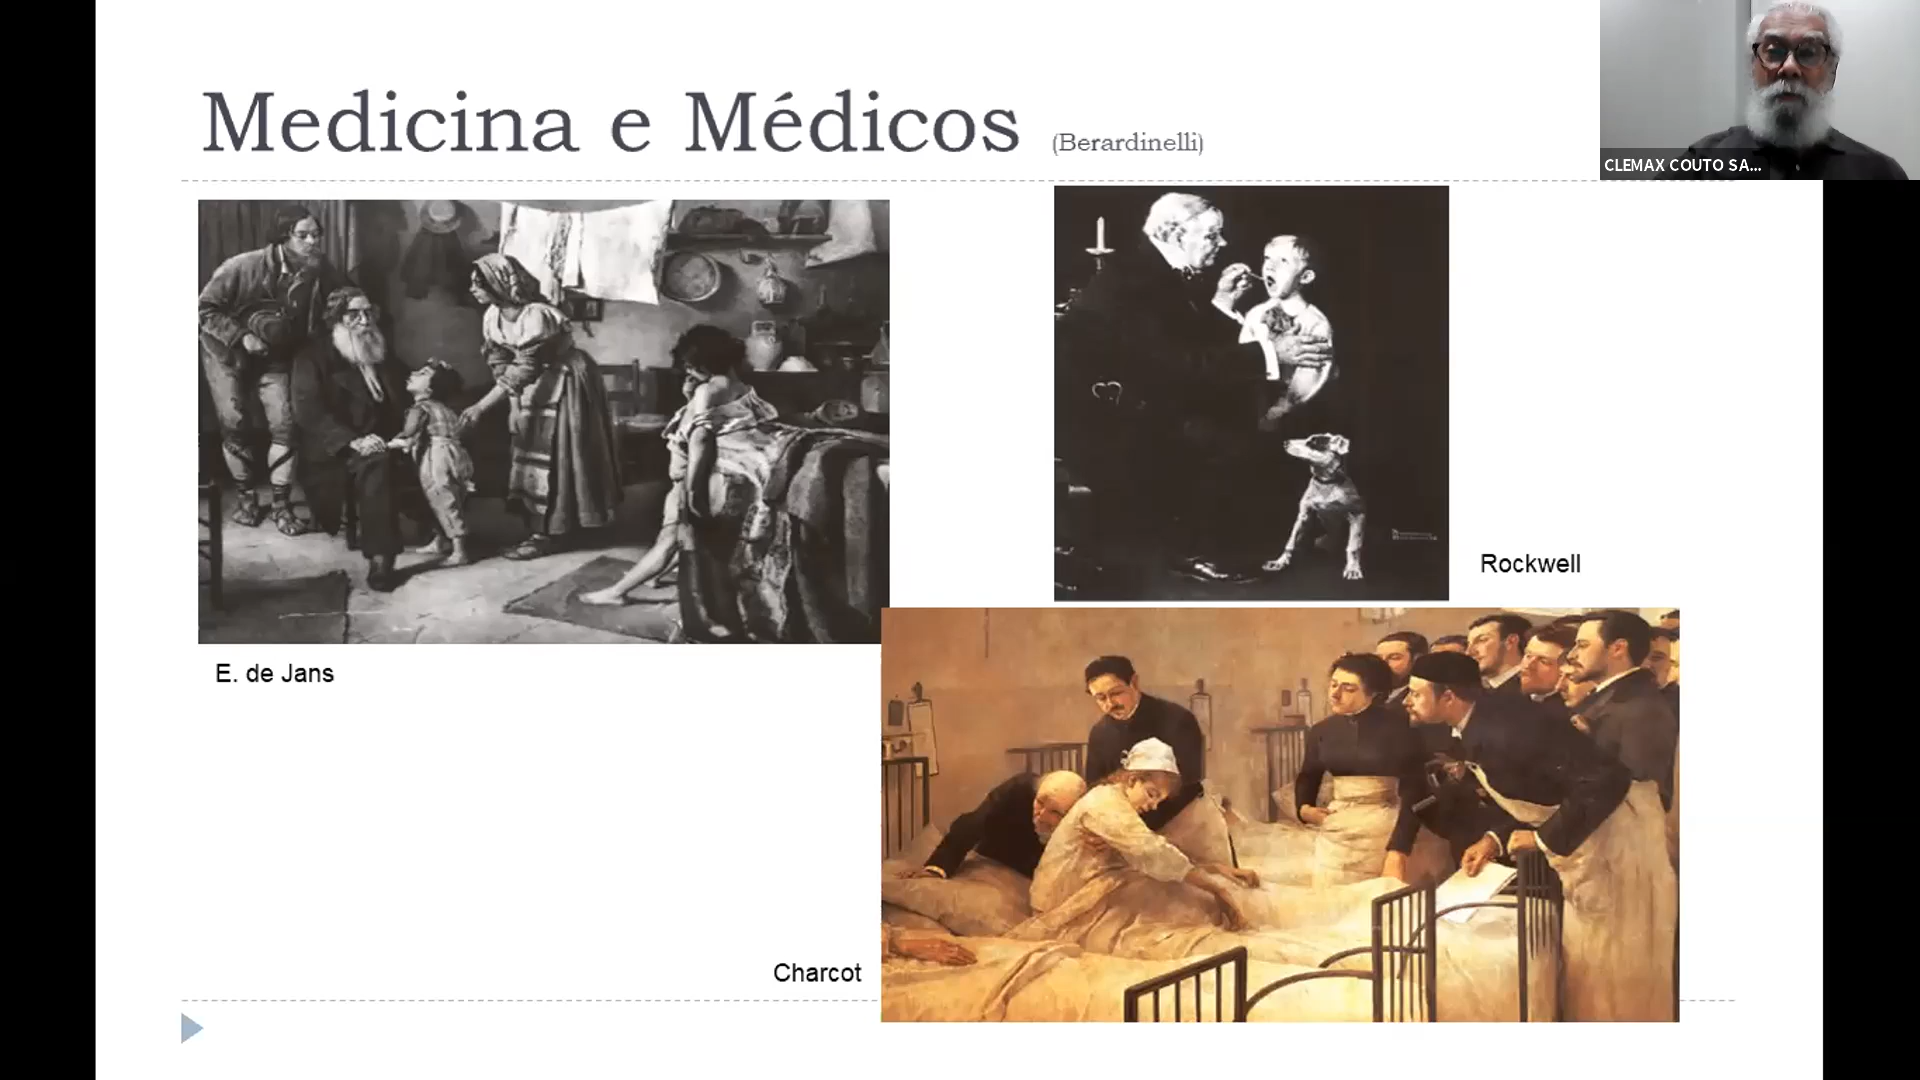 Medicina e Médicos (Berardinelli)
CLEMAX COUTO SA...
Rockwell
E. de Jans
Charcot